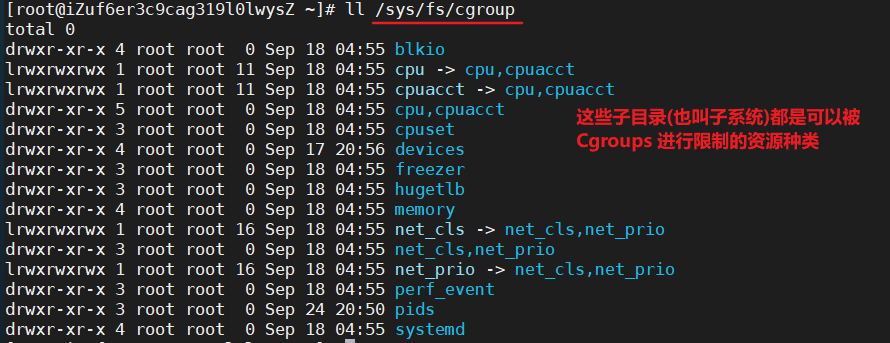 [root@iZuf6er3c9cag319l0lwysZ ~]# ll /sys/fs/cgroup
total 0
drwxr-xr-x 4 root root  0 Sep 18 04:55 blkio
lrwxrwxrwx 1 root root 11 Sep 18 04:55 cpu -> cpu,cpuacct
lrwxrwxrwx 1 root root 11 Sep 18 04:55 cpuacct -> cpu,cpuacct
drwxr-xr-x 5 root root  0 Sep 18 04:55 cpu,cpuacct
drwxr-xr-x 3 root root  0 Sep 18 04:55 cpuset
drwxr-xr-x 4 root root  0 Sep 17 20:56 devices
drwxr-xr-x 3 root root  0 Sep 18 04:55 freezer
drwxr-xr-x 3 root root  0 Sep 18 04:55 hugetlb
drwxr-xr-x 4 root root  0 Sep 18 04:55 memory
lrwxrwxrwx 1 root root 16 Sep 18 04:55 net_cls -> net_cls,net_prio
drwxr-xr-x 3 root root  0 Sep 18 04:55 net_cls,net_prio
lrwxrwxrwx 1 root root 16 Sep 18 04:55 net_prio -> net_cls,net_prio
drwxr-xr-x 3 root root  0 Sep 18 04:55 perf_event
drwxr-xr-x 3 root root  0 Sep 24 20:50 pids
drwxr-xr-x 4 root root  0 Sep 18 04:55 systemd
这些子目录(也叫子系统)都是可以被
Cgroups 进行限制的资源种类